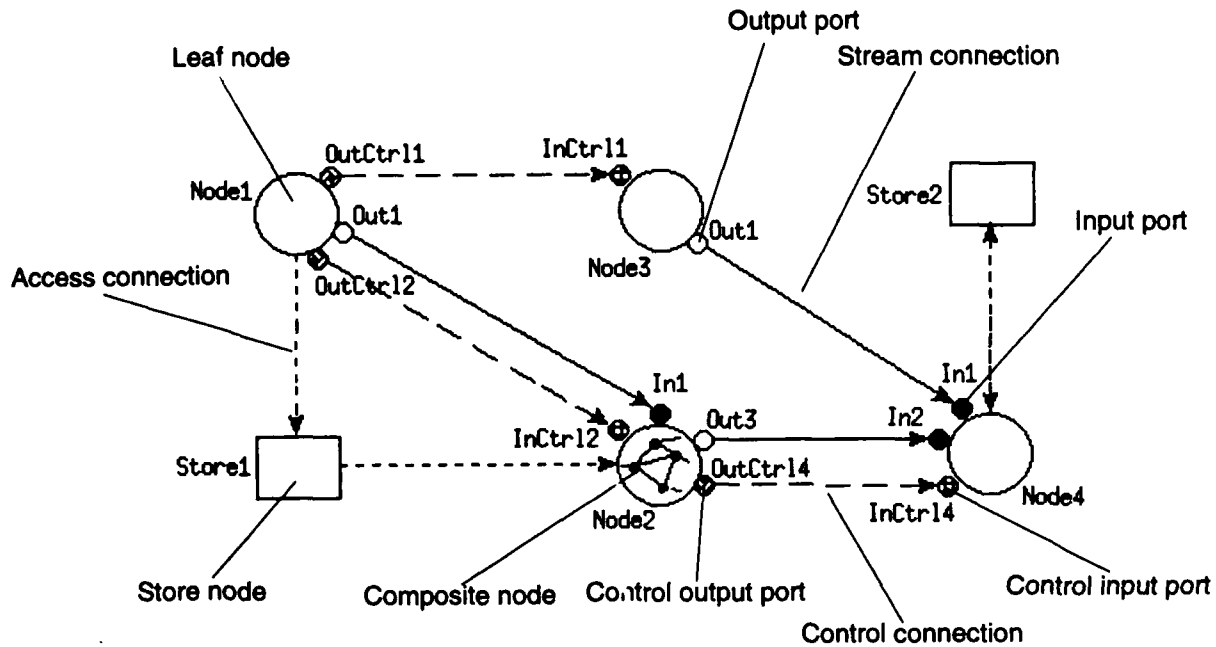 Output port
Leaf node
Stream connection
OutCtrl1
InCtrl1
Node1
Store2
Out1
Out1
Input port
Node3
Access connection
OutCtrl2
In1
In1
Out3
In2
InCtrl2
Store1
OutCtrl4
Node4
Node2
InCtrl4
Control input port
Store node
Composite node
Control output port
Control connection